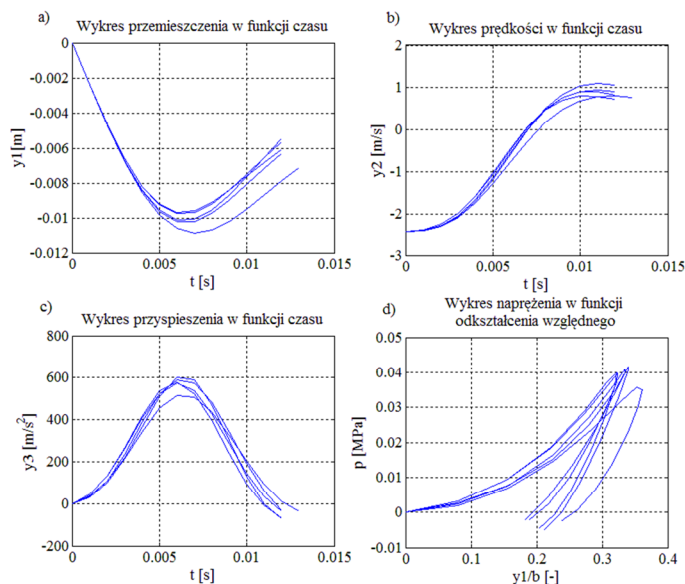 a)
Wykres przemieszczenia w funkcji czasu
0
-0.002
-0.004
-0.006
-0.008
-0.01
-0.012
y1[m]
0
0.005
0.01
0.015
t [s]
b)
Wykres prędkości w funkcji czasu
2
1
0
-1
-2
-3
y2 [m/s]
0
0.005
0.01
0.015
t [s]
c)
Wykres przyspieszenia w funkcji czasu
800
600
400
200
0
-200
y3 [m/s²]
0
0.005
0.01
0.015
t [s]
d)
Wykres naprężenia w funkcji
odkształcenia względnego
0.05
0.04
0.03
0.02
0.01
0
-0.01
p [MPa]
0
0.1
0.2
0.3
0.4
y1/b [-]